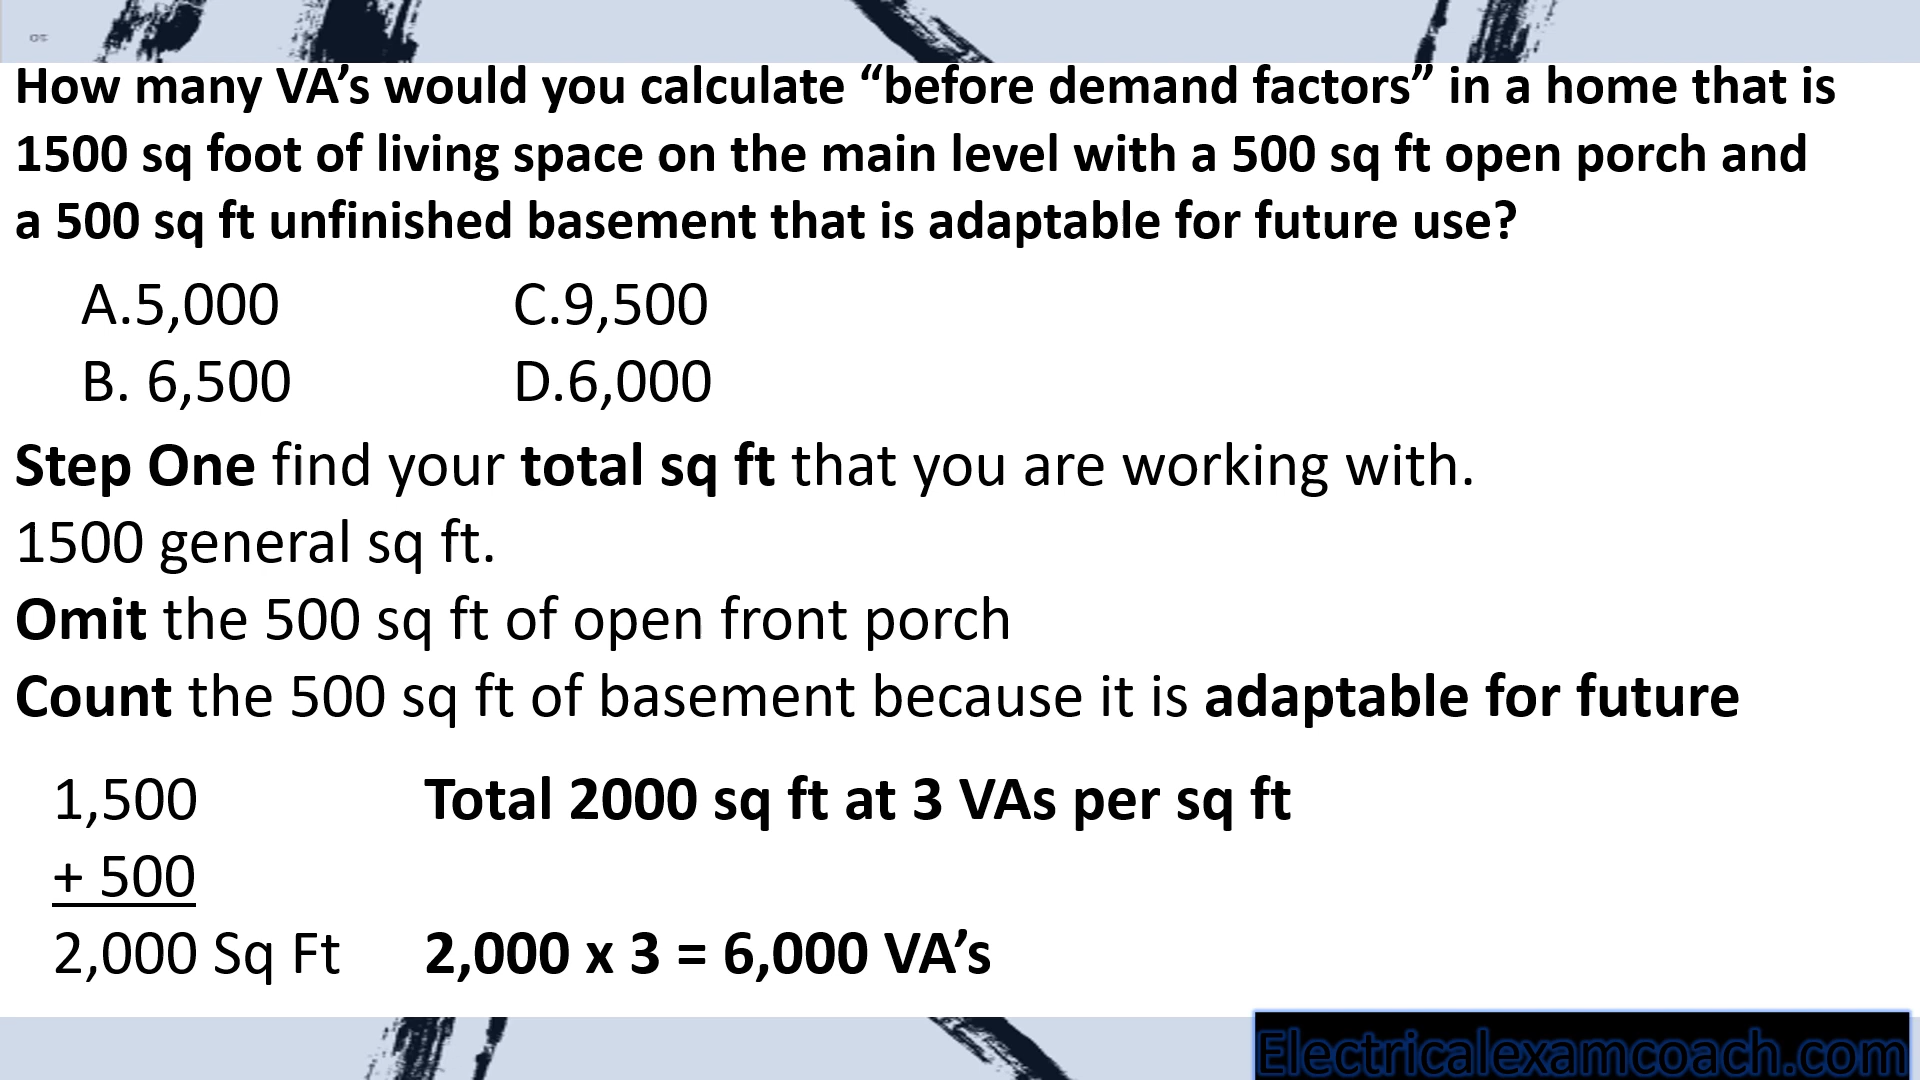 How many VA’s would you calculate “before demand factors” in a home that is
1500 sq foot of living space on the main level with a 500 sq ft open porch and
a 500 sq ft unfinished basement that is adaptable for future use?
A.5,000 C.9,500
B. 6,500 D.6,000
Step One find your total sq ft that you are working with.
1500 general sq ft.
Omit the 500 sq ft of open front porch
Count the 500 sq ft of basement because it is adaptable for future
1,500 Total 2000 sq ft at 3 VAs per sq ft
+ 500
2,000 Sq Ft 2,000 x 3 = 6,000 VA’s
Electricalexamcoach.com